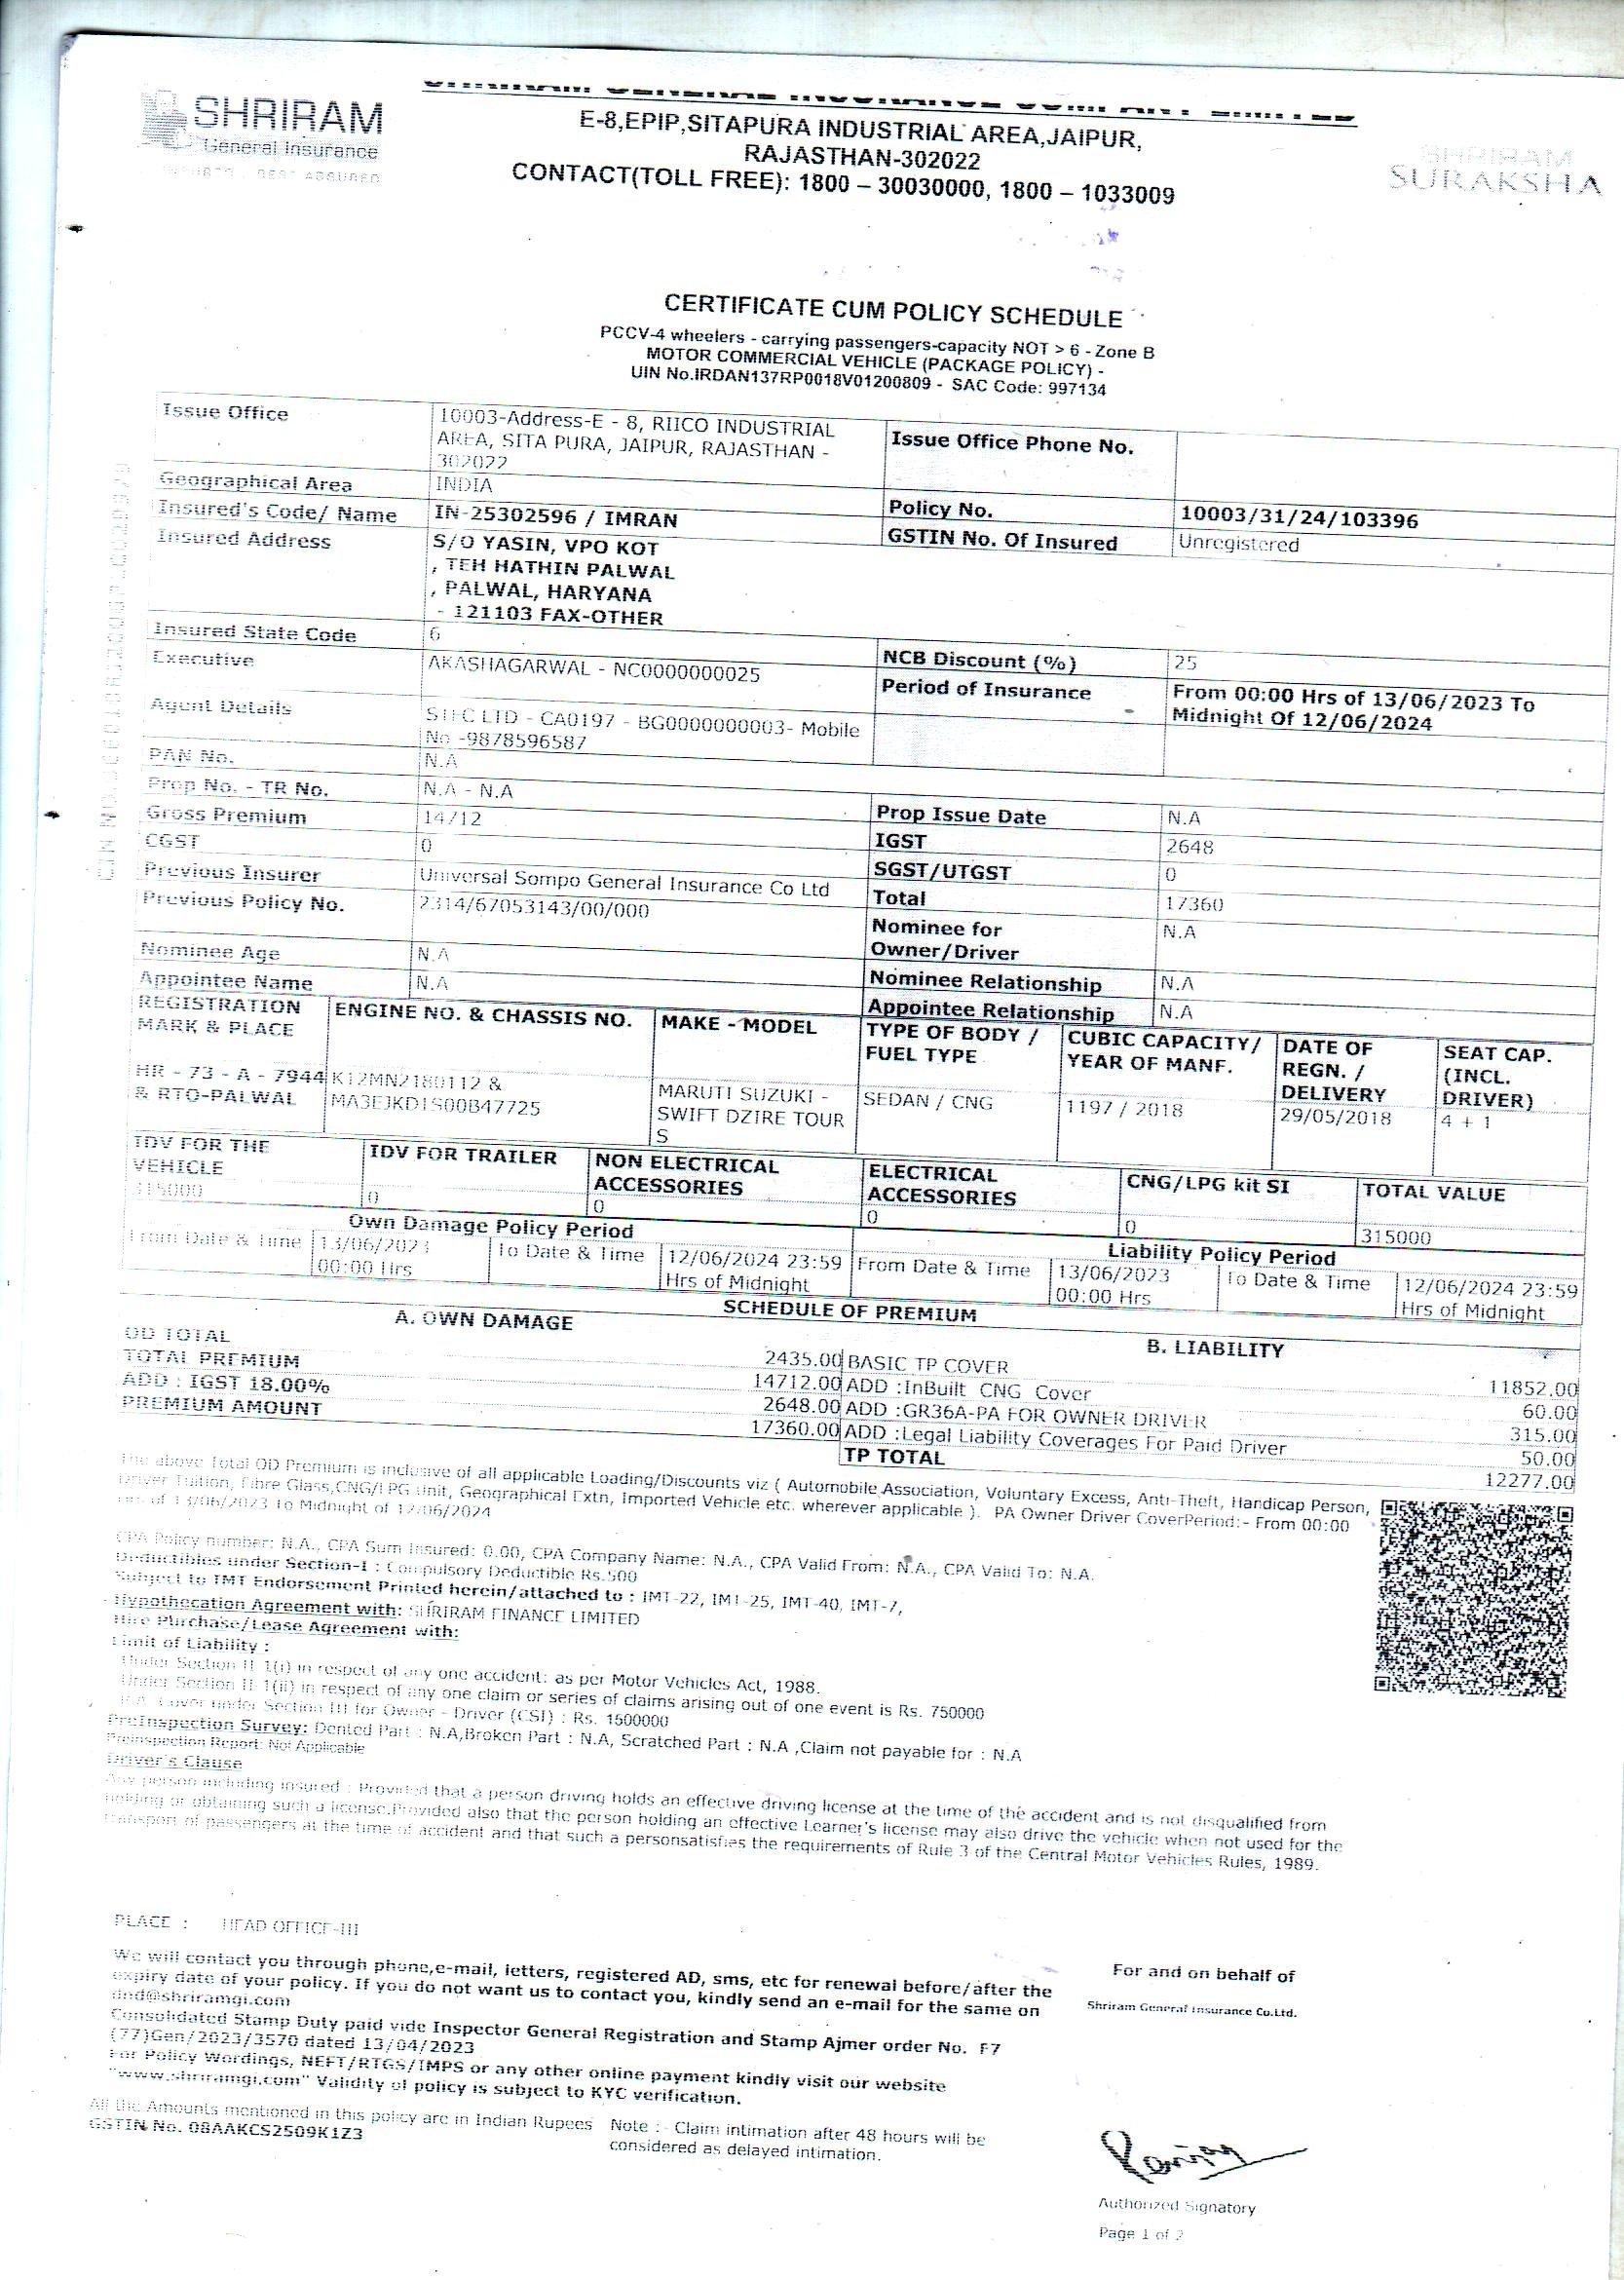 SHRIRAM
General Insurance
SHRIRAM GENERAL INSURANCE COMPANY LIMITED
E-8,EPIP,SITAPURA INDUSTRIAL AREA,JAIPUR,
RAJASTHAN-302022
CONTACT(TOLL FREE): 1800 – 30030000, 1800 – 1033009
SHRIRAM
SURAKSHA
CERTIFICATE CUM POLICY SCHEDULE
PCCV-4 wheelers - carrying passengers-capacity NOT > 6 - Zone B
MOTOR COMMERCIAL VEHICLE (PACKAGE POLICY) -
UIN No.IRDAN137RP0018V01200809 - SAC Code: 997134
Issue Office 10003-Address-E - 8, RIICO INDUSTRIAL
AREA, SITA PURA, JAIPUR, RAJASTHAN -
302022
Issue Office Phone No.
Geographical Area INDIA
Insured's Code/ Name IN-25302596 / IMRAN Policy No. 10003/31/24/103396
Insured Address S/O YASIN, VPO KOT GSTIN No. Of Insured Unregistered
, TEH HATHIN PALWAL
, PALWAL, HARYANA
- 121103 FAX-OTHER
Insured State Code 6
Executive AKASHAGARWAL - NC0000000025 NCB Discount (%) 25
Period of Insurance From 00:00 Hrs of 13/06/2023 To
Midnight Of 12/06/2024
Agent Details LTD - CA0197 - BG0000000003- Mobile
No -9878596587
PAN No. N.A
Prop No. - TR No. N.A - N.A Prop Issue Date N.A
Gross Premium 14712 IGST 2648
CGST 0 SGST/UTGST 0
Previous Insurer Universal Sompo General Insurance Co Ltd Total 17360
Previous Policy No. 2314/67053143/00/000 Nominee for
Owner/Driver N.A
Nominee Age N.A Nominee Relationship N.A
Appointee Name N.A Appointee Relationship N.A
REGISTRATION
MARK & PLACE ENGINE NO. & CHASSIS NO. MAKE - MODEL TYPE OF BODY /
FUEL TYPE CUBIC CAPACITY/
YEAR OF MANF. DATE OF
REGN. /
DELIVERY SEAT CAP.
(INCL.
DRIVER)
HR - 73 - A - 7944
& RTO-PALWAL K12MN2180112 &
MA3EJKD1S00B47725 MARUTI SUZUKI -
SWIFT DZIRE TOUR
S SEDAN / CNG 1197 / 2018 29/05/2018 4 + 1
IDV FOR THE
VEHICLE IDV FOR TRAILER NON ELECTRICAL
ACCESSORIES ELECTRICAL
ACCESSORIES CNG/LPG kit SI TOTAL VALUE
315000 0 0 0 0 315000
Own Damage Policy Period Liability Policy Period
From Date & Time 13/06/2023
00:00 Hrs To Date & Time 12/06/2024 23:59
Hrs of Midnight From Date & Time 13/06/2023
00:00 Hrs To Date & Time 12/06/2024 23:59
Hrs of Midnight
SCHEDULE OF PREMIUM
A. OWN DAMAGE B. LIABILITY
OD TOTAL 2435.00 BASIC TP COVER 11852.00
TOTAL PREMIUM 14712.00 ADD :InBuilt CNG Cover 60.00
ADD : IGST 18.00% 2648.00 ADD :GR36A-PA FOR OWNER DRIVER 315.00
PREMIUM AMOUNT 17360.00 ADD :Legal Liability Coverages For Paid Driver 50.00
TP TOTAL 12277.00
The above Total OD Premium is inclusive of all applicable Loading/Discounts viz ( Automobile Association, Voluntary Excess, Anti-Theft, Handicap Person,
Driver Tuition, Fibre Glass,CNG/LPG Unit, Geographical Extn, Imported Vehicle etc. wherever applicable ). PA Owner Driver CoverPeriod:- From 00:00
Hrs of 13/06/2023 To Midnight of 12/06/2024
CPA Policy number: N.A., CPA Sum Insured: 0.00, CPA Company Name: N.A., CPA Valid From: N.A., CPA Valid To: N.A.
Deductibles under Section-I : Compulsory Deductible Rs.500
Subject to IMT Endorsement Printed herein/attached to : IMT-22, IMT-25, IMT-40, IMT-7,
Hypothecation Agreement with: SHRIRAM FINANCE LIMITED
Hire Purchase/Lease Agreement with:
Limit of Liability :
Under Section II-1(i) in respect of any one accident: as per Motor Vehicles Act, 1988.
Under Section II-1(ii) in respect of any one claim or series of claims arising out of one event is Rs. 750000
P.A. Cover under Section III for Owner - Driver (CSI) : Rs. 1500000
PreInspection Survey: Dented Part : N.A,Broken Part : N.A, Scratched Part : N.A ,Claim not payable for : N.A
Preinspection Report: Not Applicable
Driver's Clause
Any person including insured : Provided that a person driving holds an effective driving license at the time of the accident and is not disqualified from
holding or obtaining such a license.Provided also that the person holding an effective Learner's license may also drive the vehicle when not used for the
transport of passengers at the time of accident and that such a personsatisfies the requirements of Rule 3 of the Central Motor Vehicles Rules, 1989.
PLACE : HEAD OFFICE-III
We will contact you through phone,e-mail, letters, registered AD, sms, etc for renewal before/after the
expiry date of your policy. If you do not want us to contact you, kindly send an e-mail for the same on
dnd@shriramgi.com
For and on behalf of
Shriram General Insurance Co.Ltd.
Consolidated Stamp Duty paid vide Inspector General Registration and Stamp Ajmer order No. F7
(77)Gen/2023/3570 dated 13/04/2023
For Policy Wordings, NEFT/RTGS/IMPS or any other online payment kindly visit our website
"www.shriramgi.com" Validity of policy is subject to KYC verification.
All the Amounts mentioned in this policy are in Indian Rupees Note :- Claim intimation after 48 hours will be
considered as delayed intimation.
GSTIN No. 08AAKCS2509K1Z3
Authorized Signatory
Page 1 of 2